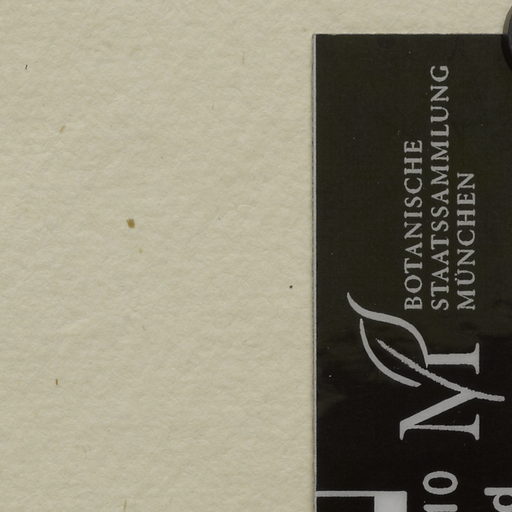 BOTANISCHE
STAATSSAMMLUNG
MÜNCHEN
M
10